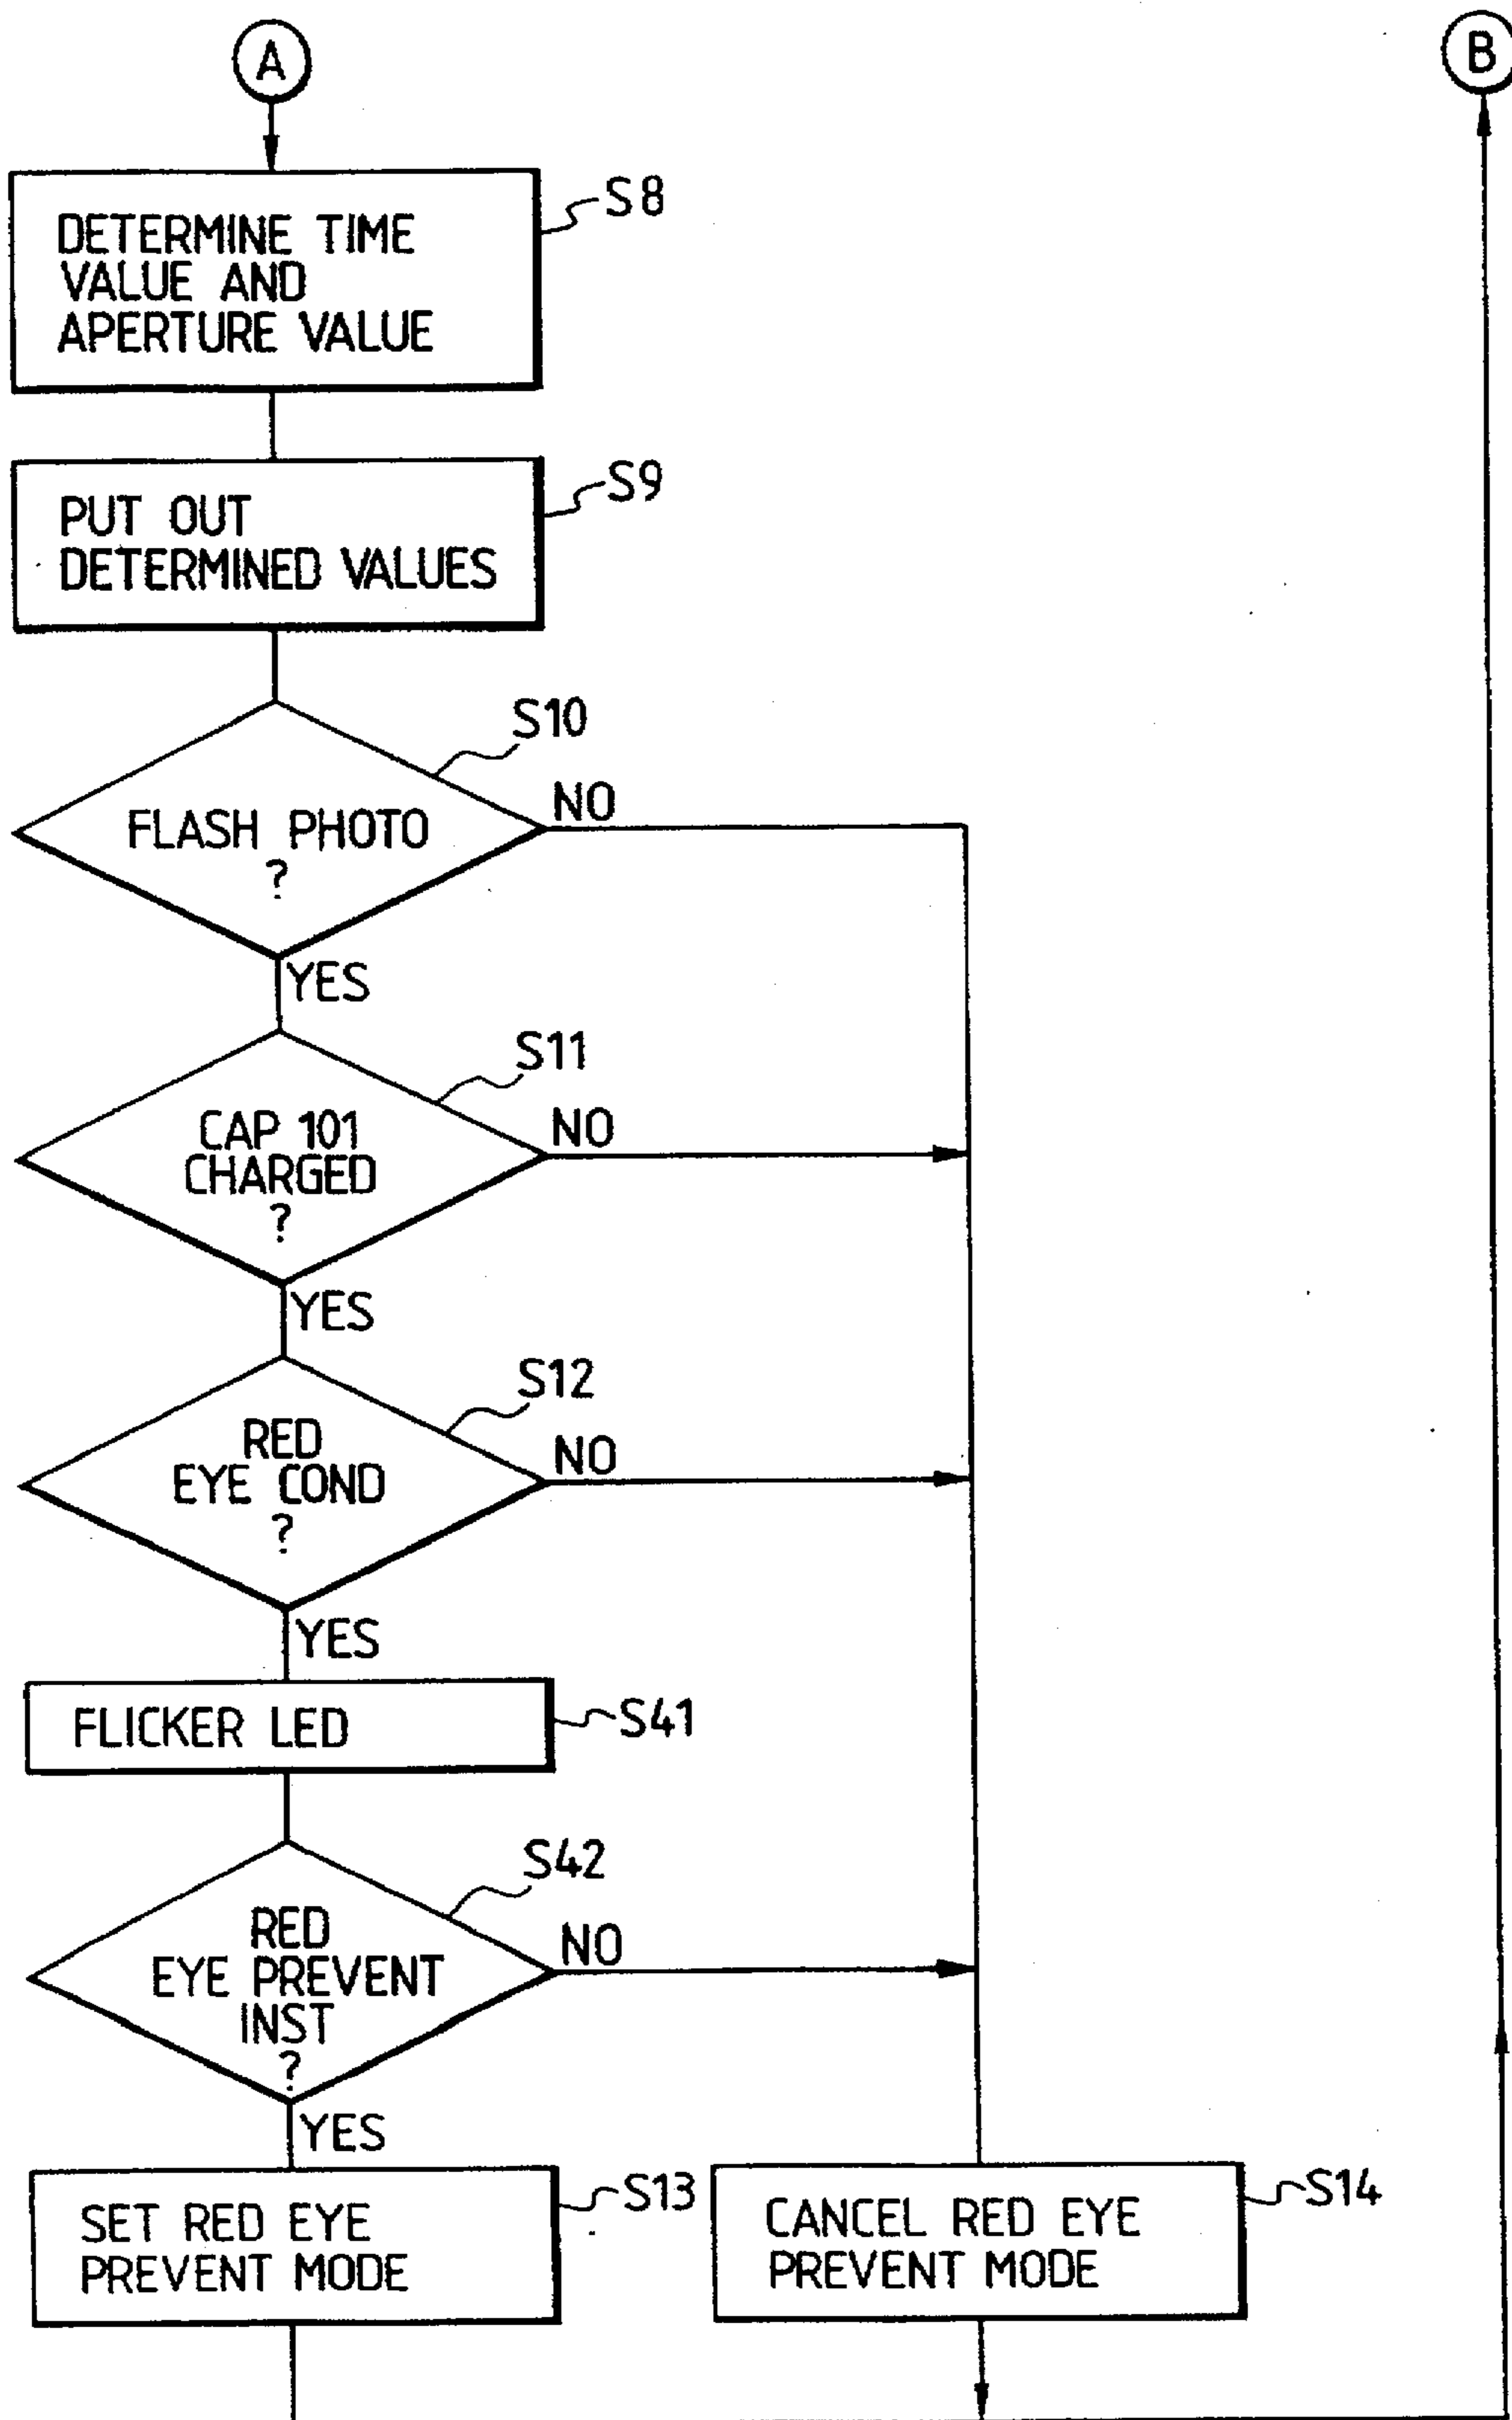 A
B
S8
DETERMINE TIME
VALUE AND
APERTURE VALUE
S9
PUT OUT
DETERMINED VALUES
S10
FLASH PHOTO
?
NO
YES
S11
CAP 101
CHARGED
?
NO
YES
S12
RED
EYE COND
?
NO
YES
FLICKER LED
S41
S42
RED
EYE PREVENT
INST
?
NO
YES
SET RED EYE
PREVENT MODE
S13
CANCEL RED EYE
PREVENT MODE
S14